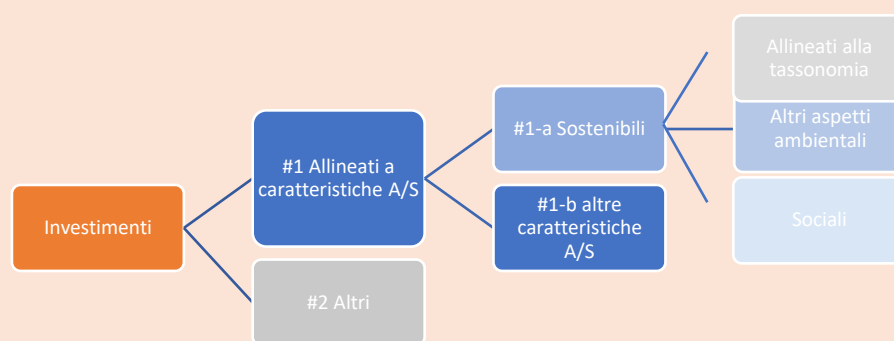 Investimenti
#1 Allineati a
caratteristiche A/S
#2 Altri
#1-a Sostenibili
#1-b altre
caratteristiche
A/S
Allineati alla
tassonomia
Altri aspetti
ambientali
Sociali